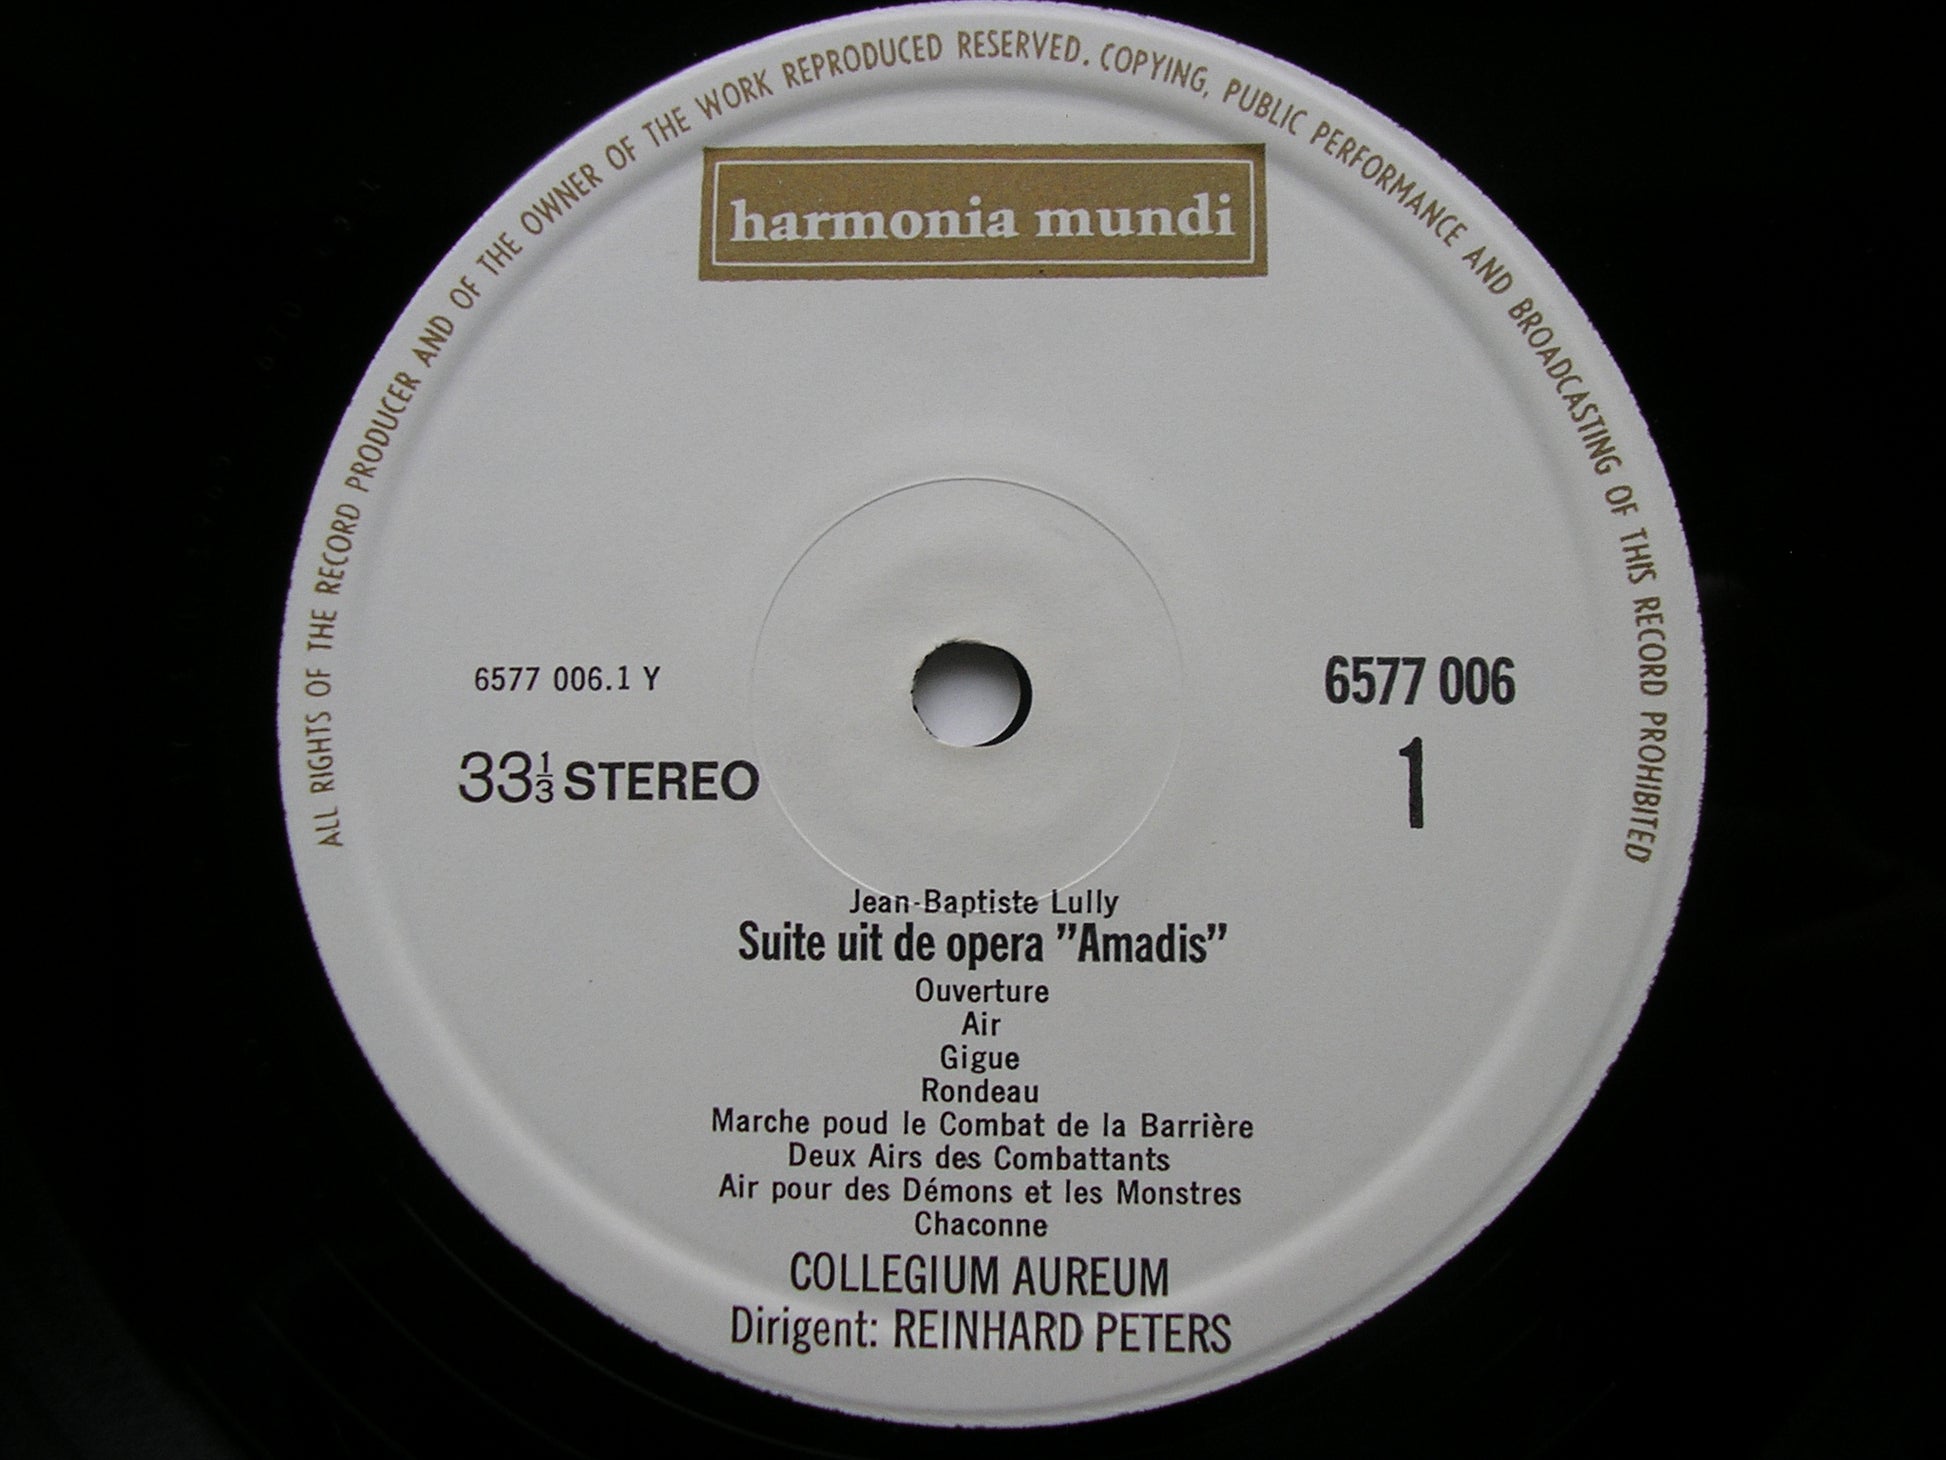 ALL RIGHTS OF THE RECORD PRODUCER AND OF THE OWNER OF THE WORK REPRODUCED RESERVED. COPYING, PUBLIC PERFORMANCE AND BROADCASTING OF THIS RECORD PROHIBITED
harmonia mundi
6577 006.1 Y
33⅓ STEREO
6577 006
1
Jean-Baptiste Lully
Suite uit de opera "Amadis"
Ouverture
Air
Gigue
Rondeau
Marche poud le Combat de la Barrière
Deux Airs des Combattants
Air pour des Démons et les Monstres
Chaconne
COLLEGIUM AUREUM
Dirigent: REINHARD PETERS